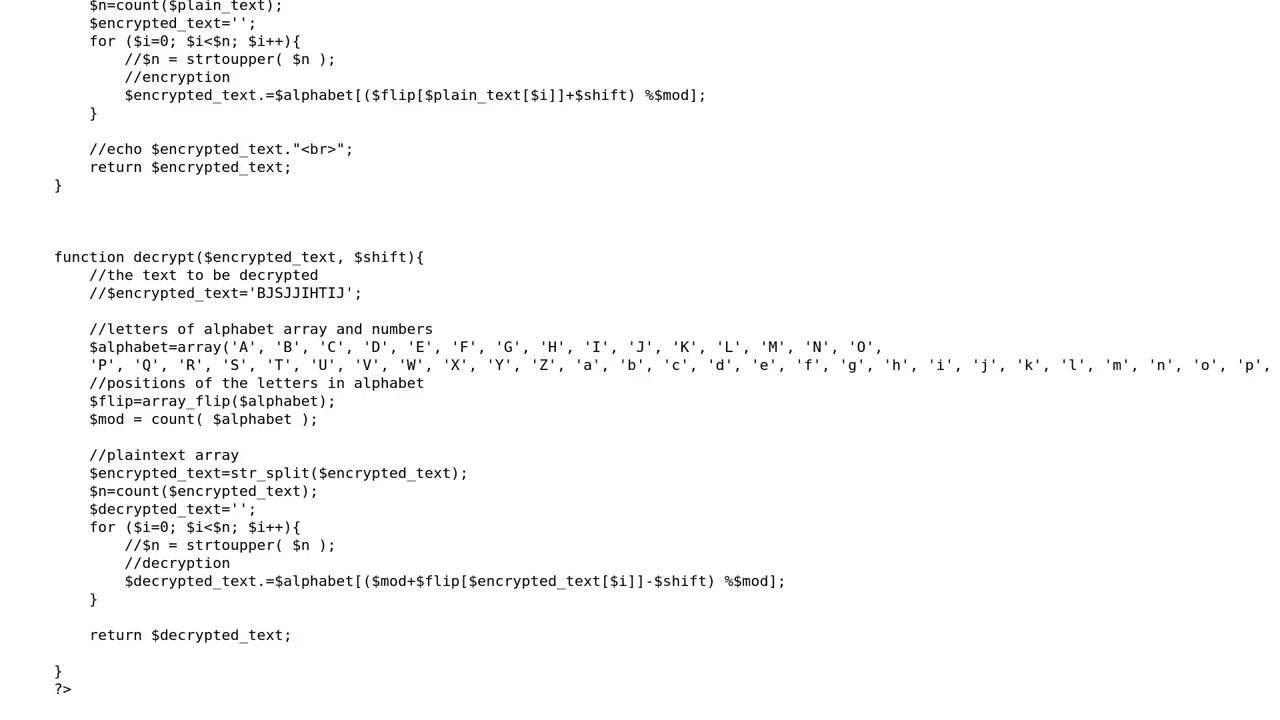 $n=count($plain_text);
$encrypted_text='';
for ($i=0; $i<$n; $i++){
//$n = strtoupper( $n );
//encryption
$encrypted_text.=$alphabet[($flip[$plain_text[$i]]+$shift) %$mod];
}
//echo $encrypted_text."<br>";
return $encrypted_text;
}
function decrypt($encrypted_text, $shift){
//the text to be decrypted
//$encrypted_text='BJSJJIHTIJ';
//letters of alphabet array and numbers
$alphabet=array('A', 'B', 'C', 'D', 'E', 'F', 'G', 'H', 'I', 'J', 'K', 'L', 'M', 'N', 'O',
'P', 'Q', 'R', 'S', 'T', 'U', 'V', 'W', 'X', 'Y', 'Z', 'a', 'b', 'c', 'd', 'e', 'f', 'g', 'h', 'i', 'j', 'k', 'l', 'm', 'n', 'o', 'p',
//positions of the letters in alphabet
$flip=array_flip($alphabet);
$mod = count( $alphabet );
//plaintext array
$encrypted_text=str_split($encrypted_text);
$n=count($encrypted_text);
$decrypted_text='';
for ($i=0; $i<$n; $i++){
//$n = strtoupper( $n );
//decryption
$decrypted_text.=$alphabet[($mod+$flip[$encrypted_text[$i]]-$shift) %$mod];
}
return $decrypted_text;
}
?>